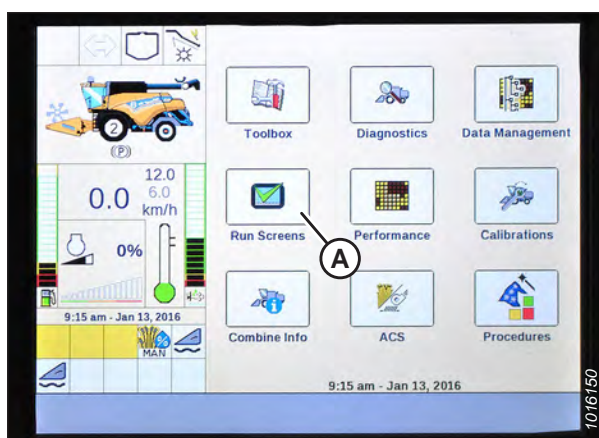 2
(P)
12.0
0.0
6.0
km/h
0%
9:15 am - Jan 13, 2016
MAN
Toolbox
Diagnostics
Data Management
Run Screens
Performance
Calibrations
A
Combine Info
ACS
Procedures
9:15 am - Jan 13, 2016
1016150